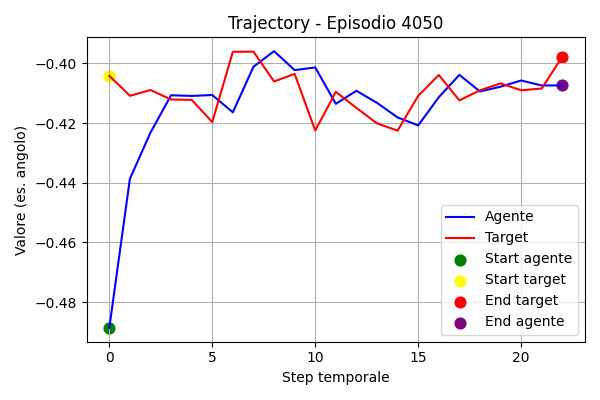 Trajectory - Episodio 4050
Valore (es. angolo)
−0.40
−0.42
−0.44
−0.46
−0.48
0
5
10
15
20
Step temporale
Agente
Target
Start agente
Start target
End target
End agente